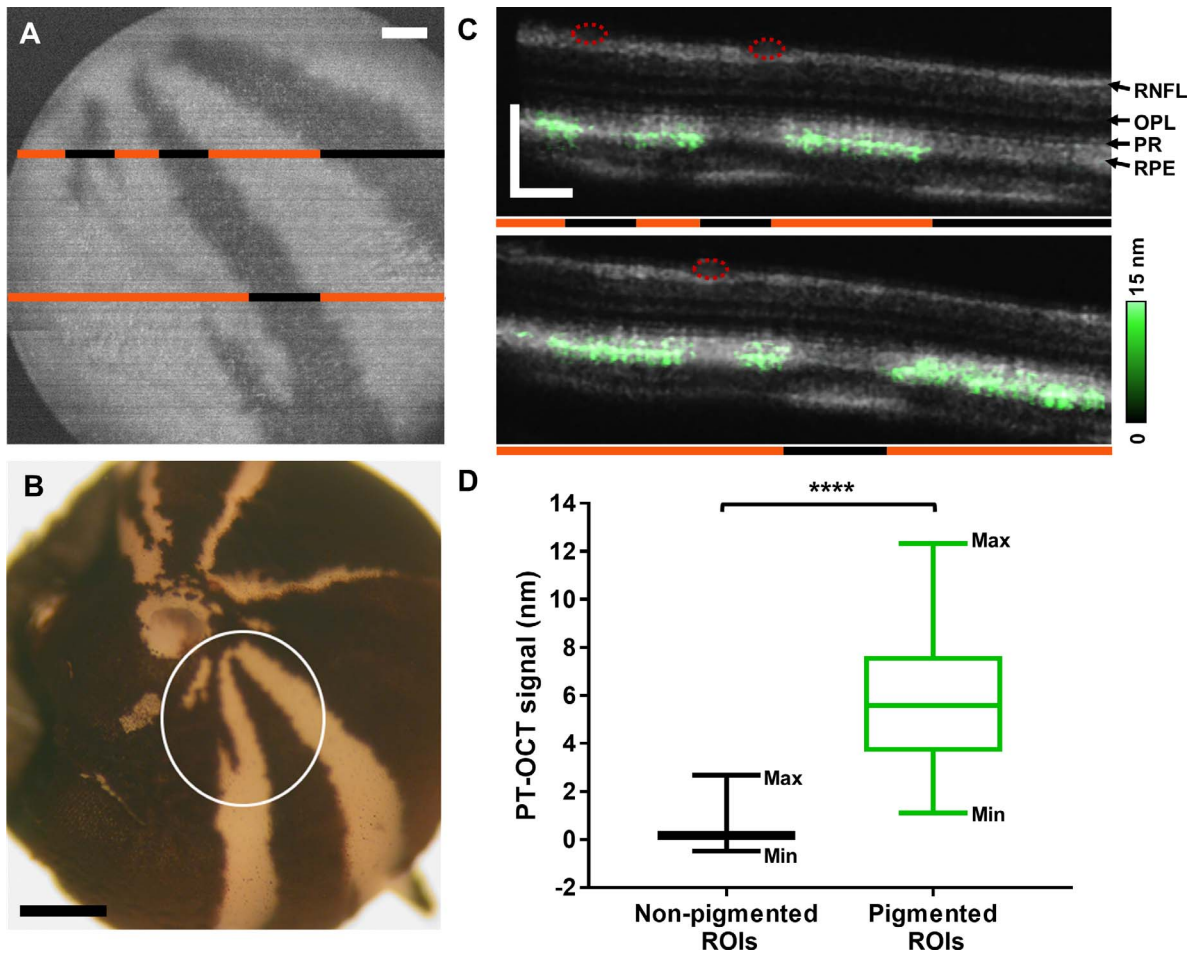 A
C
RNFL
OPL
PR
RPE
15 nm
0
B
D
****
14
12
10
8
6
4
2
0
-2
PT-OCT signal (nm)
Max
Min
Max
Min
Non-pigmented
ROIs
Pigmented
ROIs